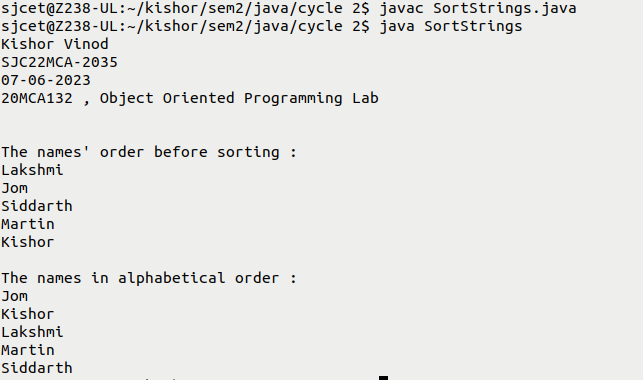 sjcet@Z238-UL:~/kishor/sem2/java/cycle 2$ javac SortStrings.java
sjcet@Z238-UL:~/kishor/sem2/java/cycle 2$ java SortStrings
Kishor Vinod
SJC22MCA-2035
07-06-2023
20MCA132 , Object Oriented Programming Lab
The names' order before sorting :
Lakshmi
Jom
Siddarth
Martin
Kishor
The names in alphabetical order :
Jom
Kishor
Lakshmi
Martin
Siddarth